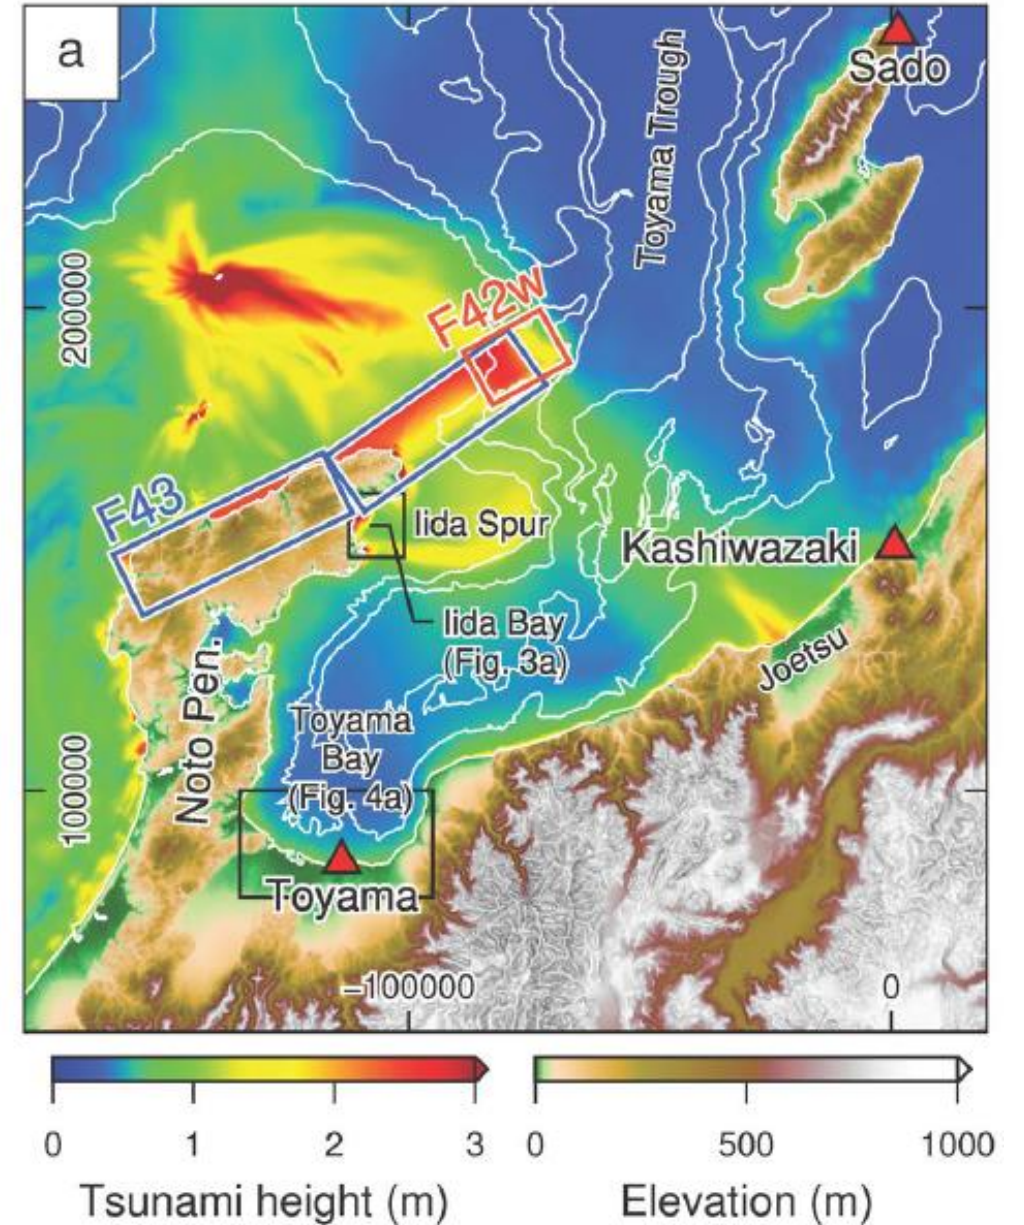 a
Sado
Toyama Trough
200000
F42w
F43
Iida Spur
Kashiwazaki
Iida Bay
(Fig. 3a)
Joetsu
Noto Pen.
Toyama
Bay
(Fig. 4a)
100000
Toyama
−100000
0
0 1 2 3
Tsunami height (m)
0 500 1000
Elevation (m)